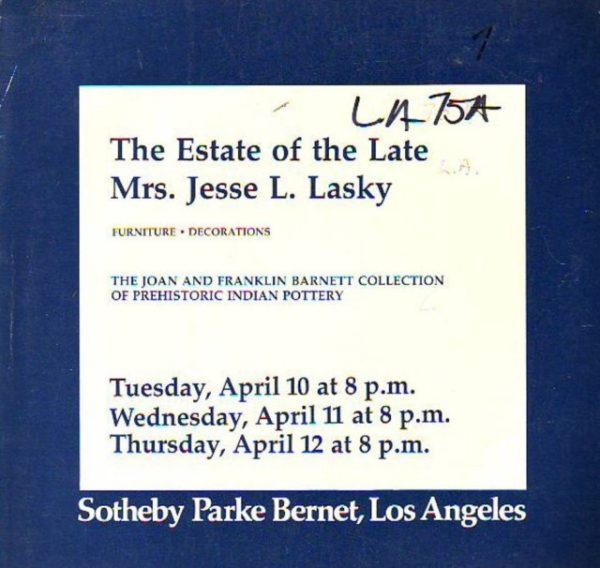 1
LA 75A
The Estate of the Late
L.A.
Mrs. Jesse L. Lasky
FURNITURE • DECORATIONS
THE JOAN AND FRANKLIN BARNETT COLLECTION
OF PREHISTORIC INDIAN POTTERY
Tuesday, April 10 at 8 p.m.
Wednesday, April 11 at 8 p.m.
Thursday, April 12 at 8 p.m.
Sotheby Parke Bernet, Los Angeles